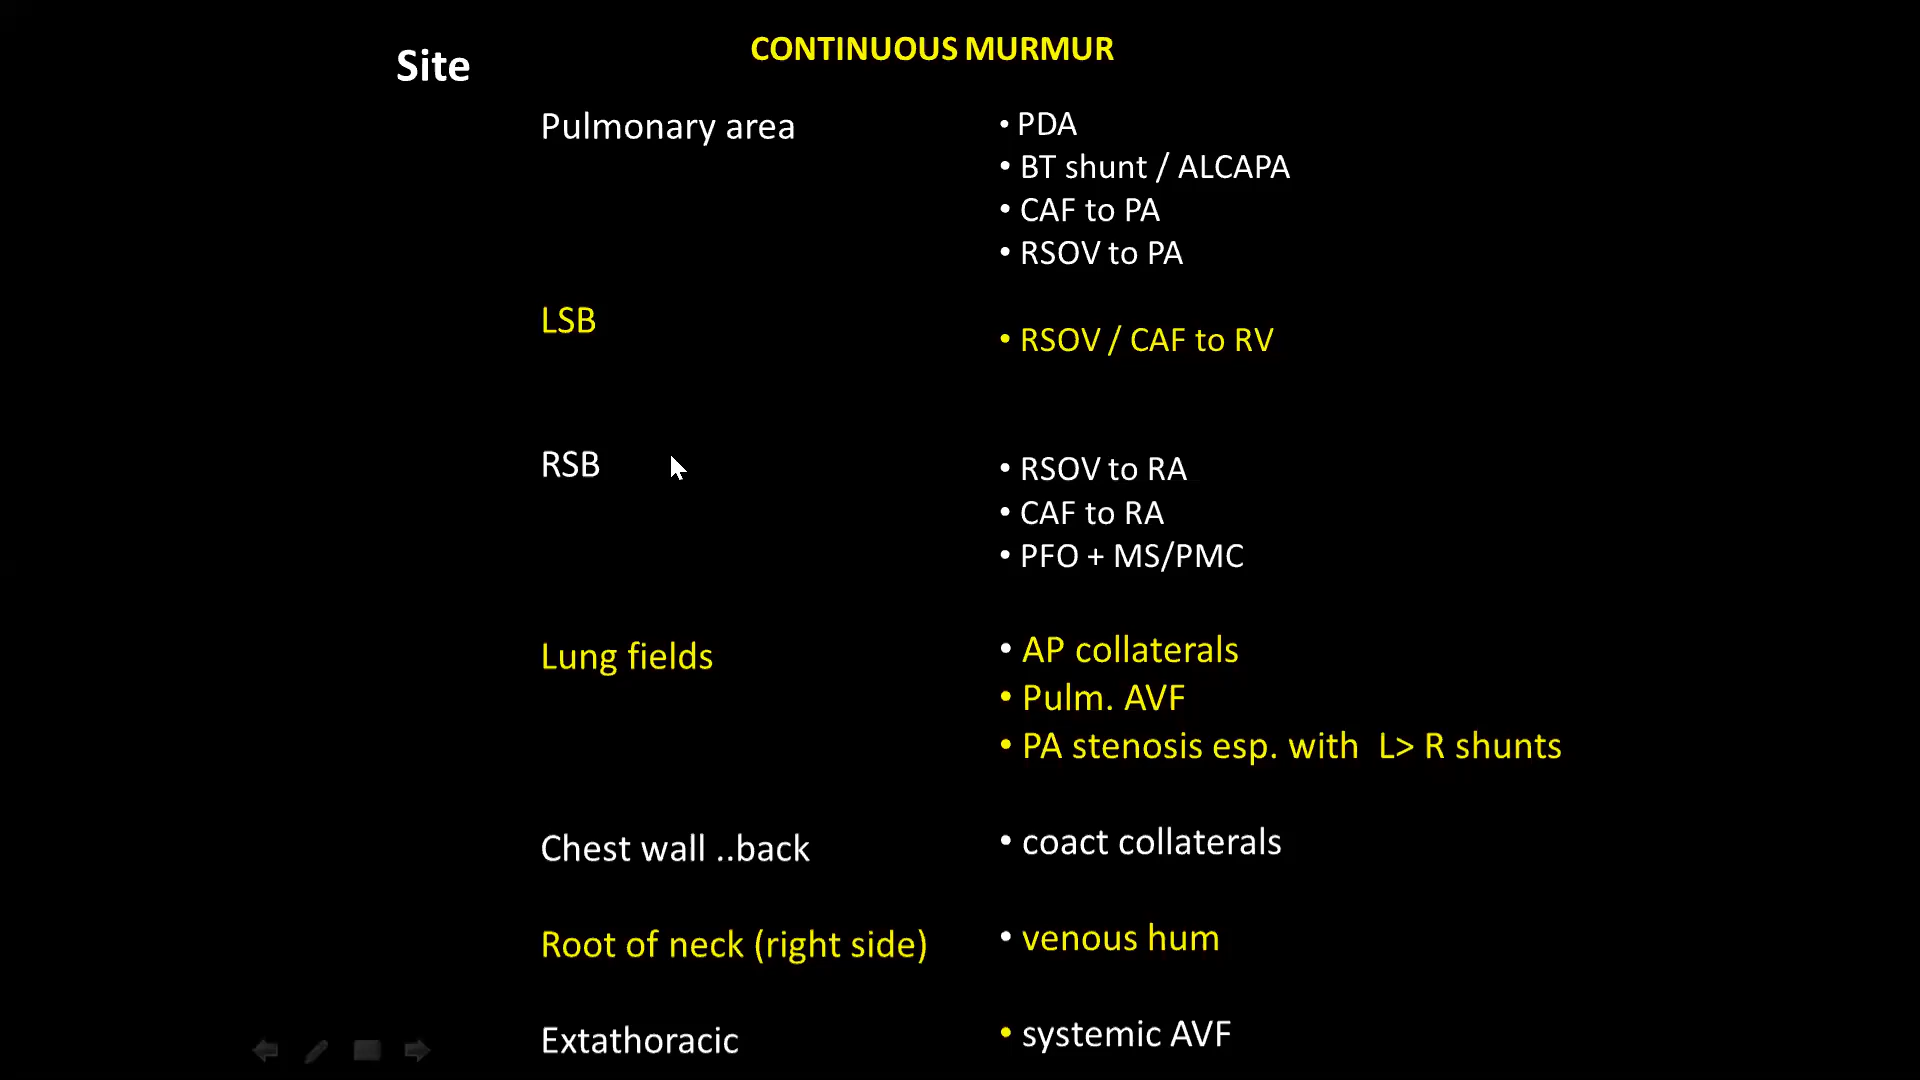 CONTINUOUS MURMUR
Site
Pulmonary area
• PDA
• BT shunt / ALCAPA
• CAF to PA
• RSOV to PA
LSB
• RSOV / CAF to RV
RSB
• RSOV to RA
• CAF to RA
• PFO + MS/PMC
Lung fields
• AP collaterals
• Pulm. AVF
• PA stenosis esp. with L> R shunts
Chest wall ..back
• coact collaterals
Root of neck (right side)
• venous hum
Extathoracic
• systemic AVF